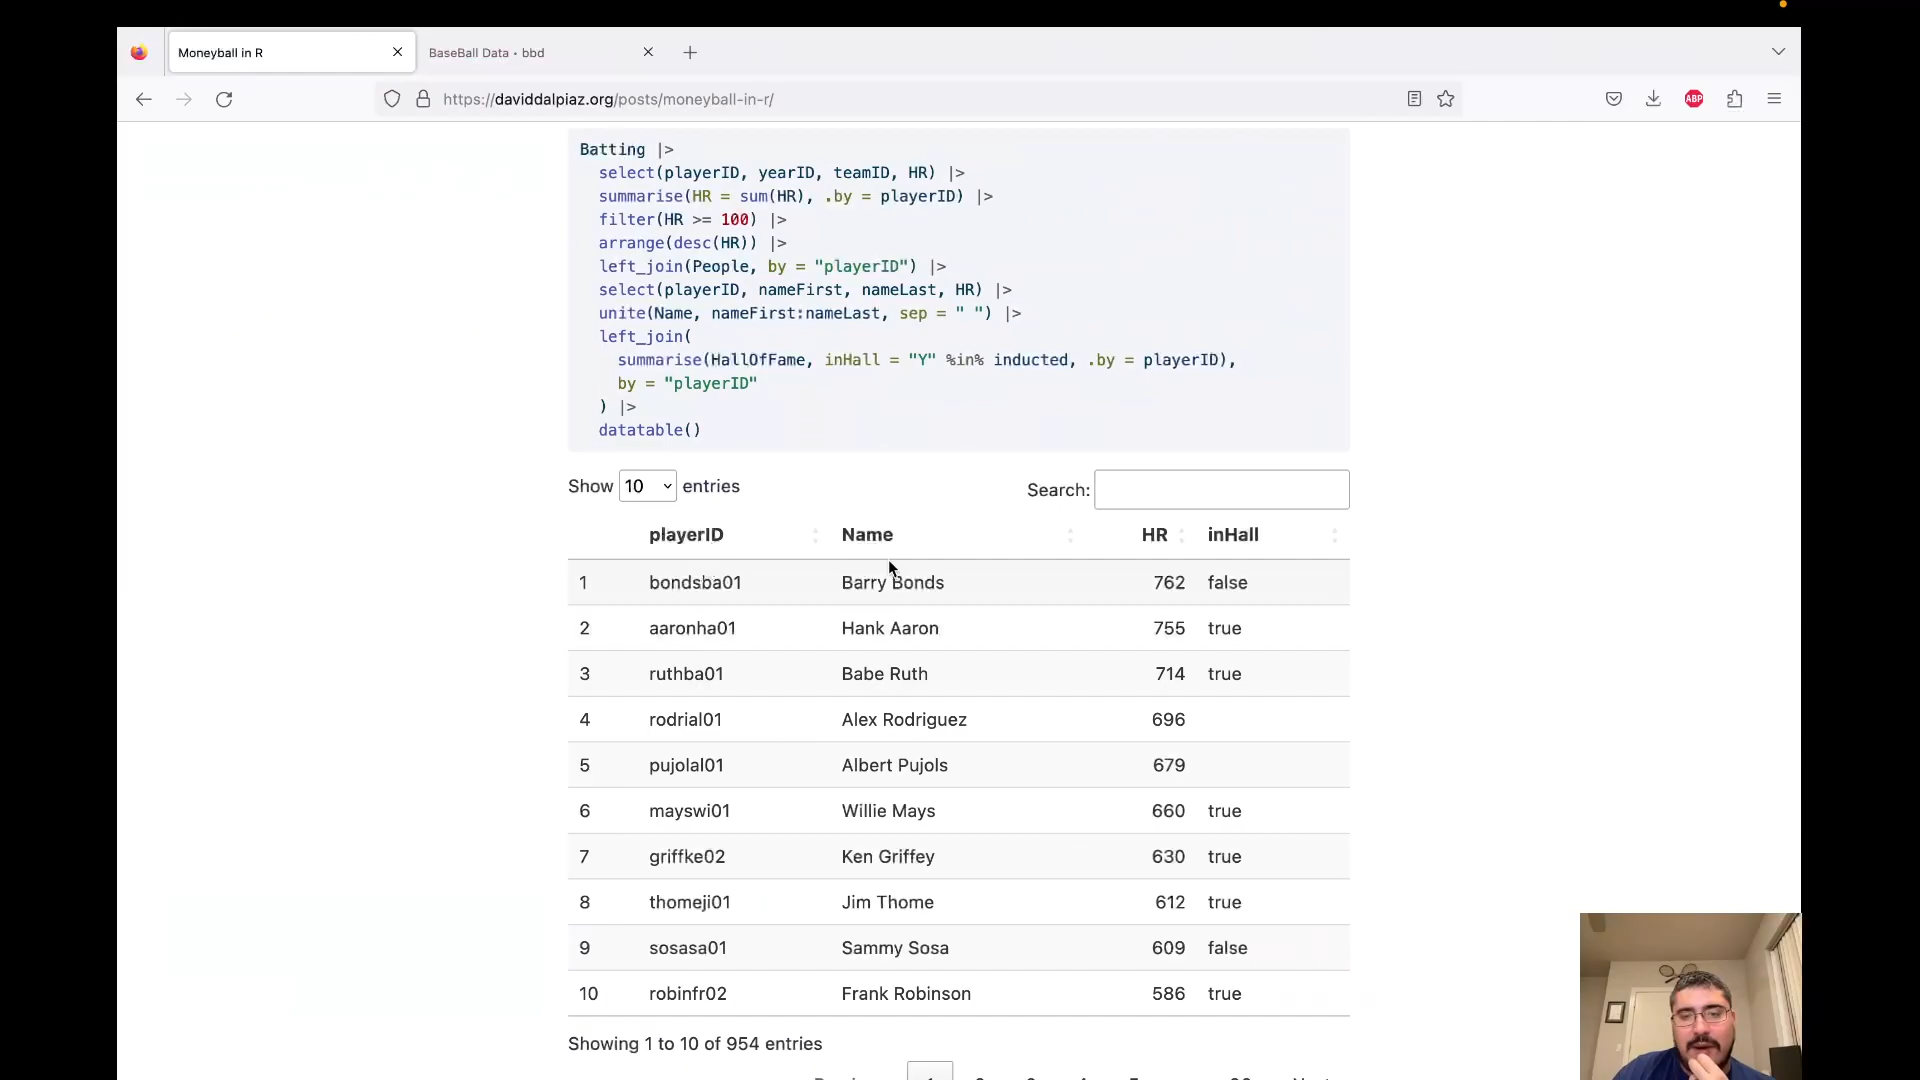 Moneyball in R
BaseBall Data • bbd
https://daviddalpiaz.org/posts/moneyball-in-r/
ABP
Batting |>
select(playerID, yearID, teamID, HR) |>
summarise(HR = sum(HR), .by = playerID) |>
filter(HR >= 100) |>
arrange(desc(HR)) |>
left_join(People, by = "playerID") |>
select(playerID, nameFirst, nameLast, HR) |>
unite(Name, nameFirst:nameLast, sep = " ") |>
left_join(
summarise(HallOfFame, inHall = "Y" %in% inducted, .by = playerID),
by = "playerID"
) |>
datatable()
Show 10 entries Search:
playerID Name HR inHall
1 bondsba01 Barry Bonds 762 false
2 aaronha01 Hank Aaron 755 true
3 ruthba01 Babe Ruth 714 true
4 rodrial01 Alex Rodriguez 696
5 pujolal01 Albert Pujols 679
6 mayswi01 Willie Mays 660 true
7 griffke02 Ken Griffey 630 true
8 thomeji01 Jim Thome 612 true
9 sosasa01 Sammy Sosa 609 false
10 robinfr02 Frank Robinson 586 true
Showing 1 to 10 of 954 entries